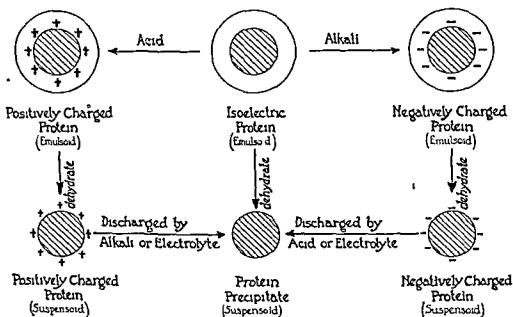 Acid
Alkali
Positively Charged
Protein
(Emulsoid)
Isoelectric
Protein
(Emulsoid)
Negatively Charged
Protein
(Emulsoid)
dehydrate
dehydrate
dehydrate
Discharged by
Alkali or Electrolyte
Discharged by
Acid or Electrolyte
Positively Charged
Protein
(Suspensoid)
Protein
Precipitate
(Suspensoid)
Negatively Charged
Protein
(Suspensoid)